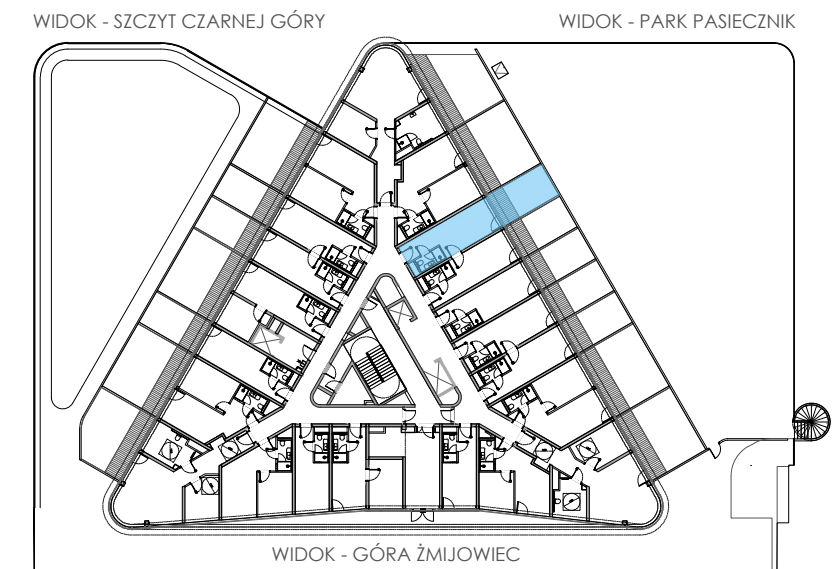 WIDOK - SZCZYT CZARNEJ GÓRY
WIDOK - PARK PASIECZNIK
WIDOK - GÓRA ŻMIJOWIEC